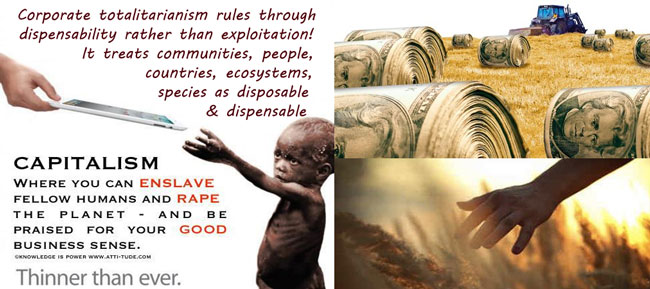 Corporate totalitarianism rules through
dispensability rather than exploitation!
It treats communities, people,
countries, ecosystems,
species as disposable
& dispensable
CAPITALISM
WHERE YOU CAN ENSLAVE
FELLOW HUMANS AND RAPE
THE PLANET - AND BE
PRAISED FOR YOUR GOOD
BUSINESS SENSE.
©KNOWLEDGE IS POWER WWW.ATTI-TUDE.COM
Thinner than ever.